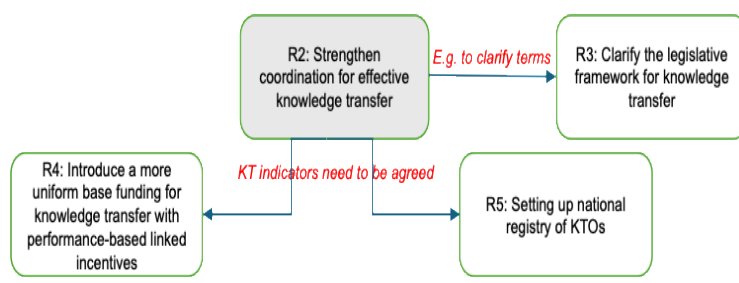 R2: Strengthen
coordination for effective
knowledge transfer
E.g. to clarify terms
R3: Clarify the legislative
framework for knowledge
transfer
KT indicators need to be agreed
R4: Introduce a more
uniform base funding for
knowledge transfer with
performance-based linked
incentives
R5: Setting up national
registry of KTOs